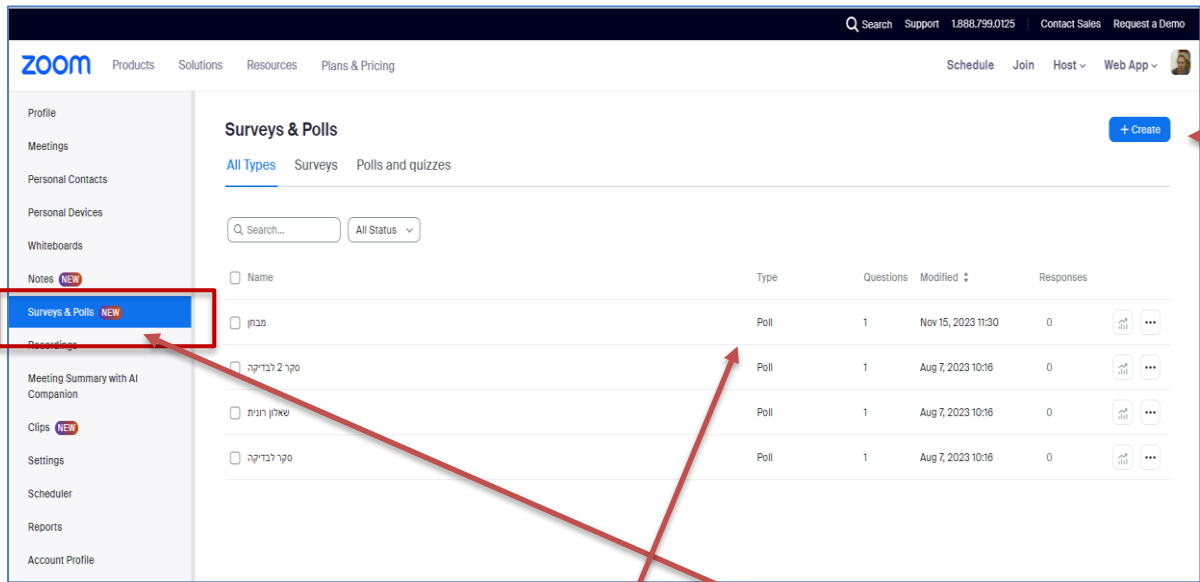 Search Support 1.888.799.0125 Contact Sales Request a Demo
zoom Products Solutions Resources Plans & Pricing Schedule Join Host Web App
Profile
Meetings
Personal Contacts
Personal Devices
Whiteboards
Notes NEW
Surveys & Polls NEW
Recordings
Meeting Summary with AI
Companion
Clips NEW
Settings
Scheduler
Reports
Account Profile
Surveys & Polls
+ Create
All Types Surveys Polls and quizzes
Search... All Status
Name Type Questions Modified Responses
מבחן Poll 1 Nov 15, 2023 11:30 0
סקר 2 לבדיקה Poll 1 Aug 7, 2023 10:16 0
שאלון רונית Poll 1 Aug 7, 2023 10:16 0
סקר לבדיקה Poll 1 Aug 7, 2023 10:16 0